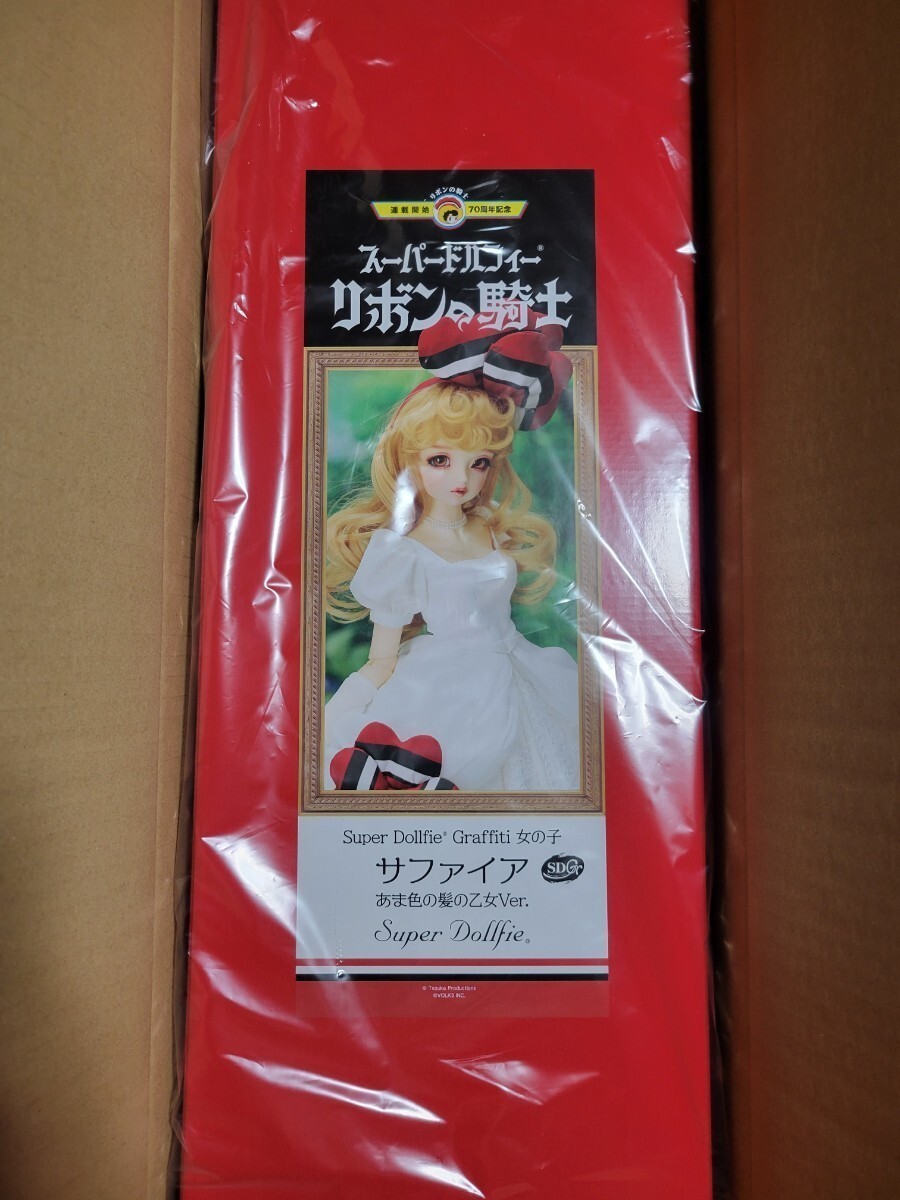 リボンの騎士
連載開始 70周年記念
スーパードルフィー®
リボンの騎士
Super Dollfie® Graffiti 女の子
サファイア SDGr
あま色の髪の乙女Ver.
Super Dollfie®
© Tezuka Productions
©VOLKS INC.